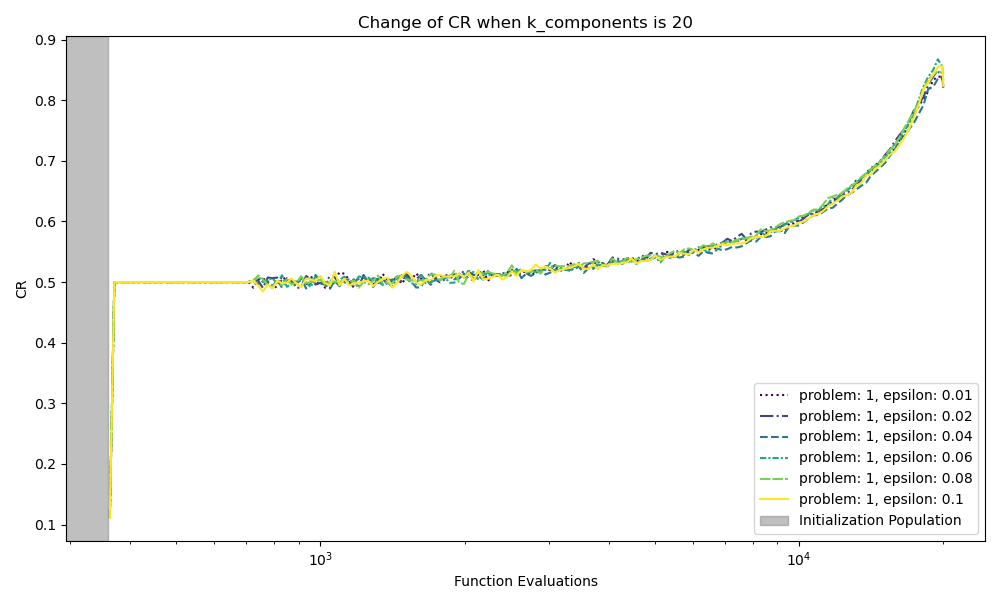 Change of CR when k_components is 20
0.9
0.8
0.7
0.6
0.5
0.4
0.3
0.2
0.1
CR
10³
10⁴
Function Evaluations
problem: 1, epsilon: 0.01
problem: 1, epsilon: 0.02
problem: 1, epsilon: 0.04
problem: 1, epsilon: 0.06
problem: 1, epsilon: 0.08
problem: 1, epsilon: 0.1
Initialization Population